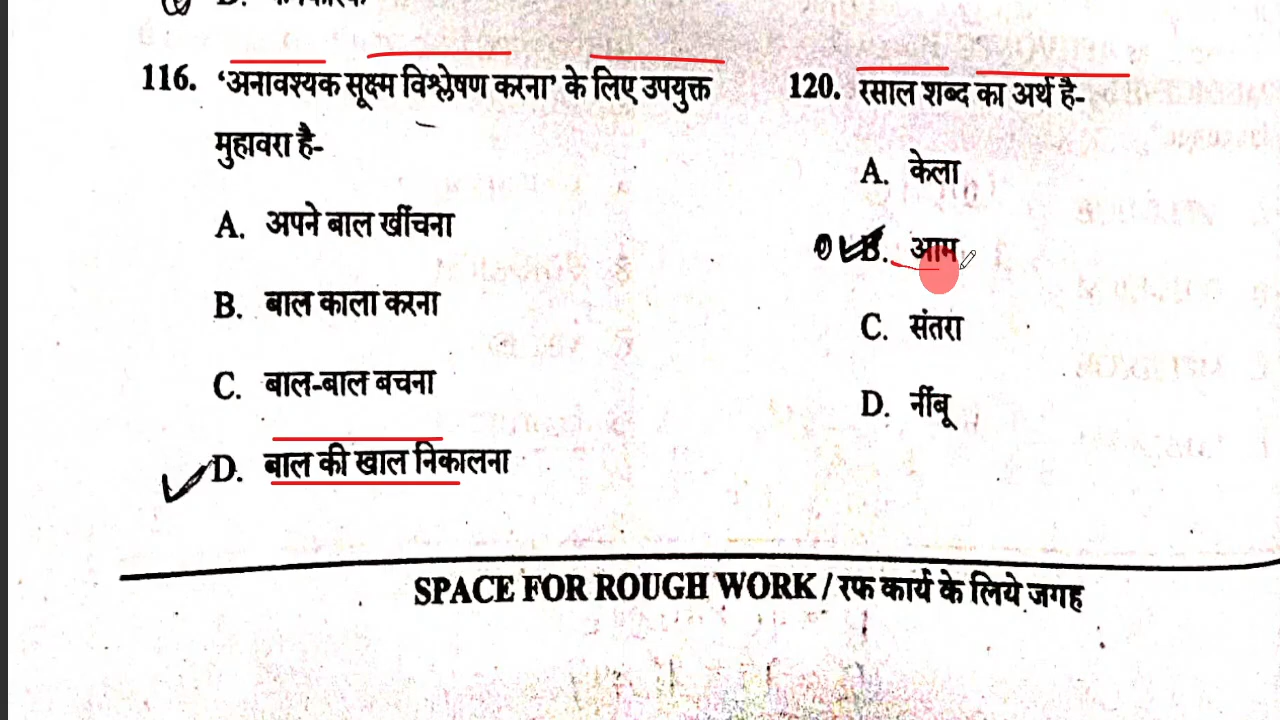 116. ‘अनावश्यक सूक्ष्म विश्लेषण करना’ के लिए उपयुक्त
मुहावरा है-
A. अपने बाल खींचना
B. बाल काला करना
C. बाल-बाल बचना
D. बाल की खाल निकालना
120. रसाल शब्द का अर्थ है-
A. केला
B. आम
C. संतरा
D. नींबू
SPACE FOR ROUGH WORK / रफ कार्य के लिये जगह